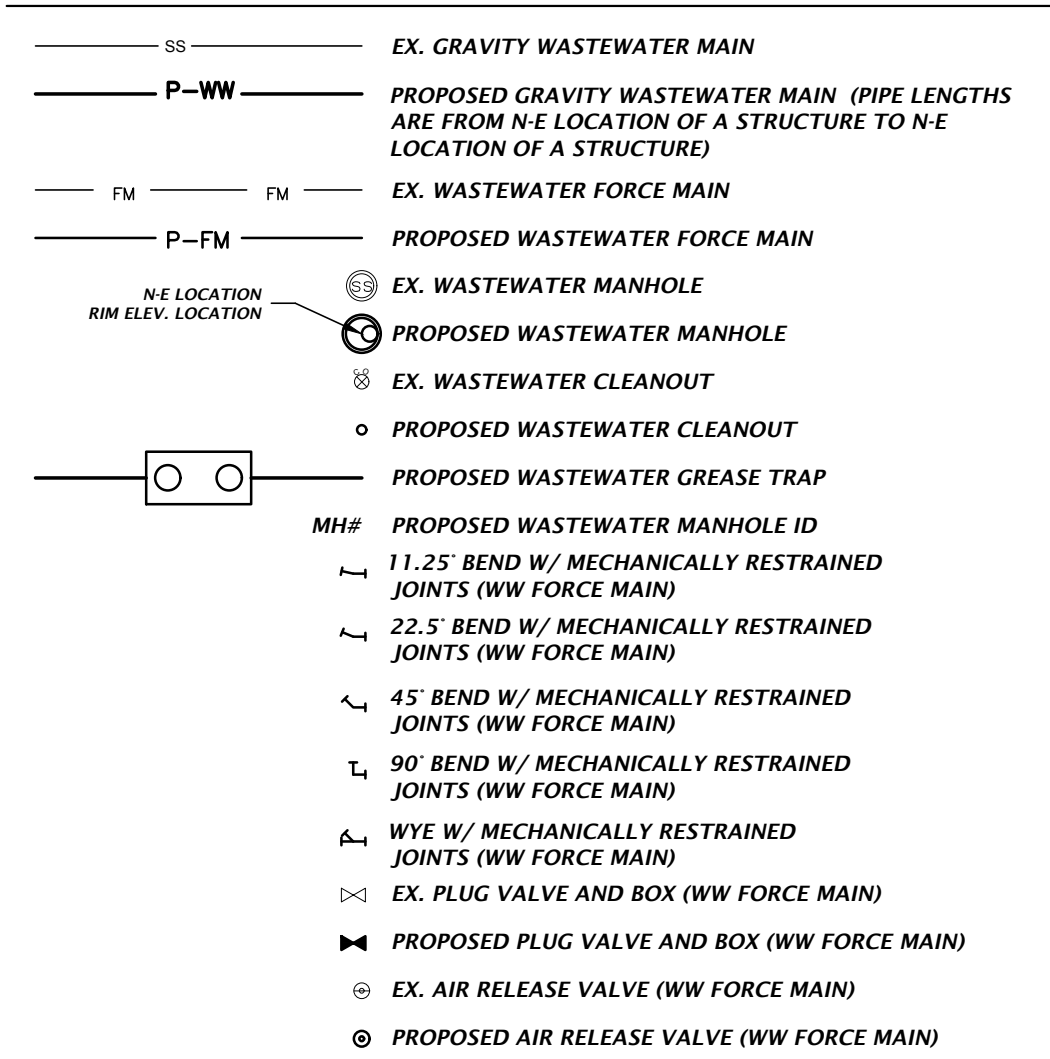 SS EX. GRAVITY WASTEWATER MAIN
P-WW PROPOSED GRAVITY WASTEWATER MAIN (PIPE LENGTHS
ARE FROM N-E LOCATION OF A STRUCTURE TO N-E
LOCATION OF A STRUCTURE)
FM FM EX. WASTEWATER FORCE MAIN
P-FM PROPOSED WASTEWATER FORCE MAIN
SS EX. WASTEWATER MANHOLE
N-E LOCATION
RIM ELEV. LOCATION
PROPOSED WASTEWATER MANHOLE
EX. WASTEWATER CLEANOUT
PROPOSED WASTEWATER CLEANOUT
PROPOSED WASTEWATER GREASE TRAP
MH# PROPOSED WASTEWATER MANHOLE ID
11.25° BEND W/ MECHANICALLY RESTRAINED
JOINTS (WW FORCE MAIN)
22.5° BEND W/ MECHANICALLY RESTRAINED
JOINTS (WW FORCE MAIN)
45° BEND W/ MECHANICALLY RESTRAINED
JOINTS (WW FORCE MAIN)
90° BEND W/ MECHANICALLY RESTRAINED
JOINTS (WW FORCE MAIN)
WYE W/ MECHANICALLY RESTRAINED
JOINTS (WW FORCE MAIN)
EX. PLUG VALVE AND BOX (WW FORCE MAIN)
PROPOSED PLUG VALVE AND BOX (WW FORCE MAIN)
EX. AIR RELEASE VALVE (WW FORCE MAIN)
PROPOSED AIR RELEASE VALVE (WW FORCE MAIN)